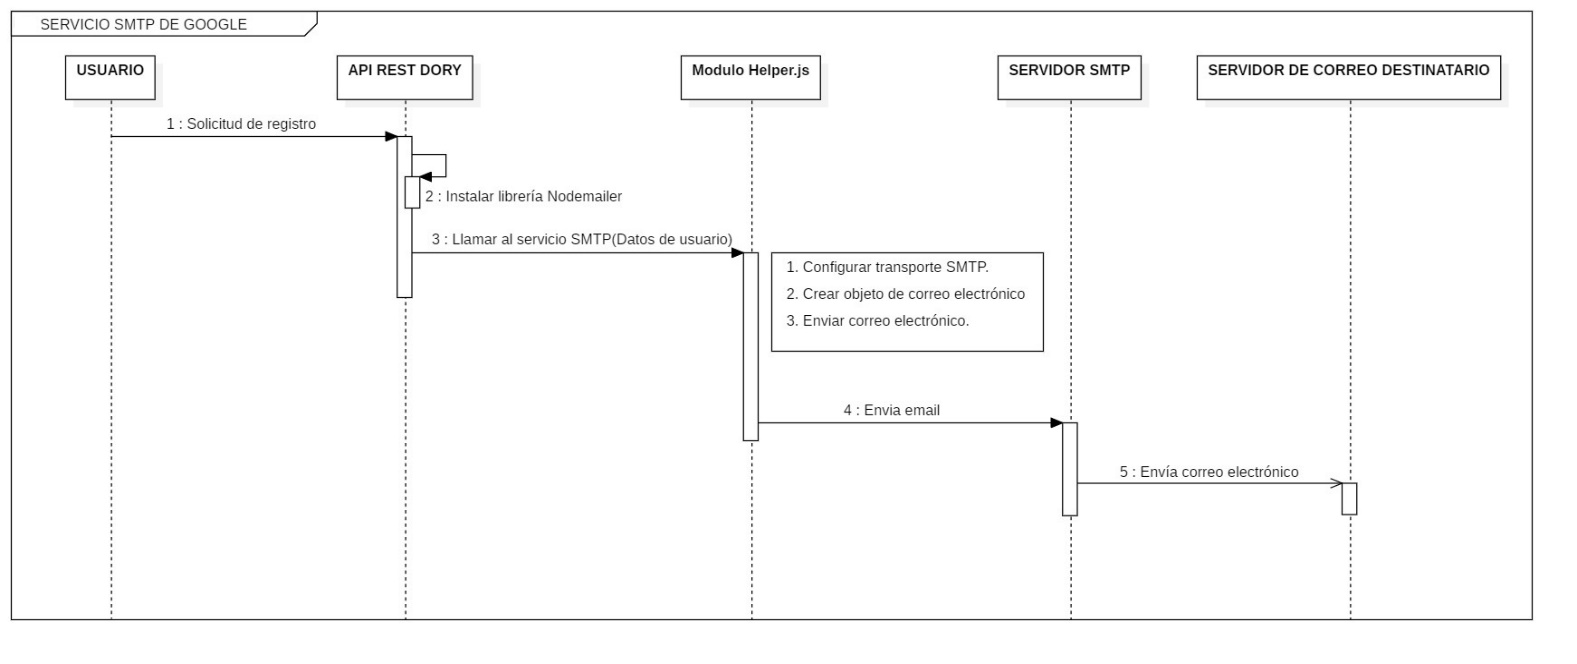 SERVICIO SMTP DE GOOGLE
USUARIO
API REST DORY
Modulo Helper.js
SERVIDOR SMTP
SERVIDOR DE CORREO DESTINATARIO
1 : Solicitud de registro
2 : Instalar librería Nodemailer
3 : Llamar al servicio SMTP(Datos de usuario)
1. Configurar transporte SMTP.
2. Crear objeto de correo electrónico
3. Enviar correo electrónico.
4 : Envia email
5 : Envía correo electrónico